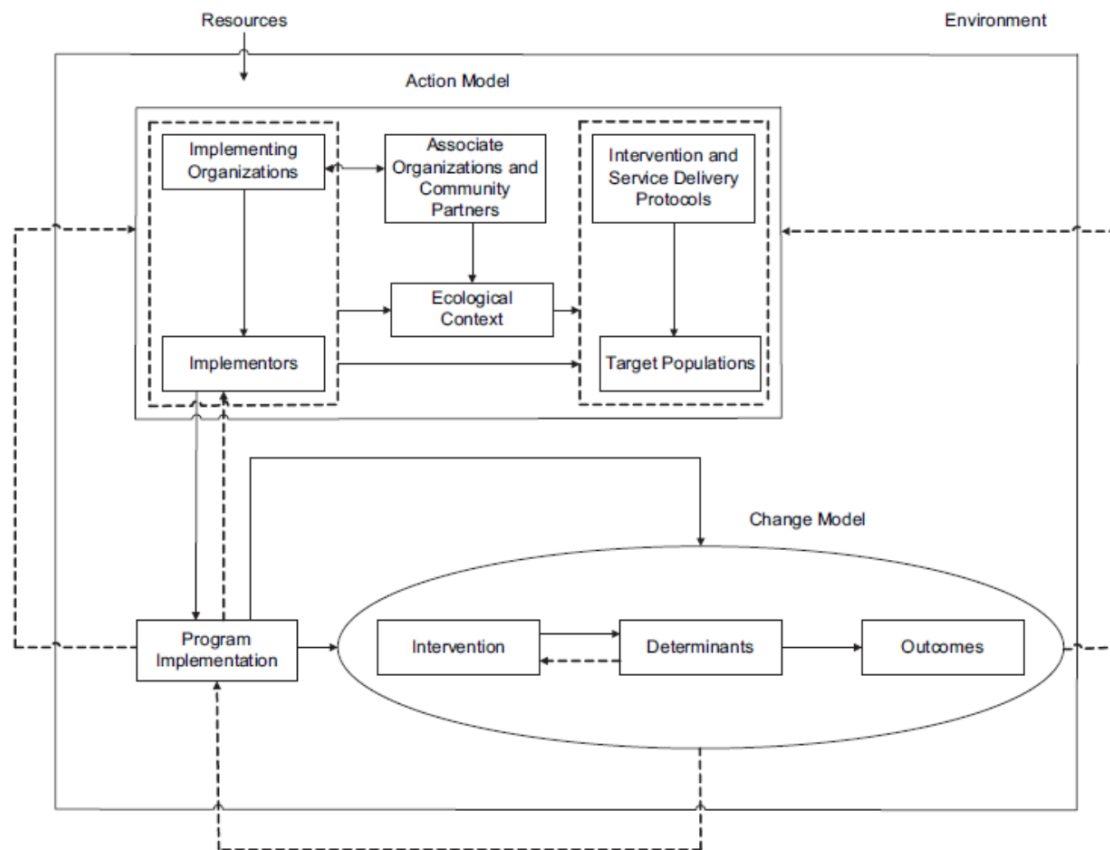 Resources
Environment
Action Model
Implementing
Organizations
Associate
Organizations and
Community
Partners
Intervention and
Service Delivery
Protocols
Ecological
Context
Implementors
Target Populations
Change Model
Program
Implementation
Intervention
Determinants
Outcomes